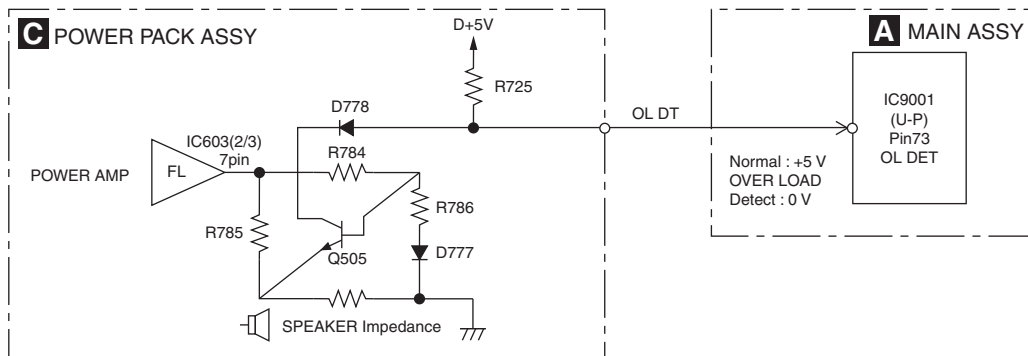 C POWER PACK ASSY
D+5V
R725
D778
OL DT
IC603(2/3)
7pin
R784
POWER AMP
FL
R786
R785
Q505
D777
SPEAKER Impedance
A MAIN ASSY
IC9001
(U-P)
Pin73
OL DET
Normal : +5 V
OVER LOAD
Detect : 0 V